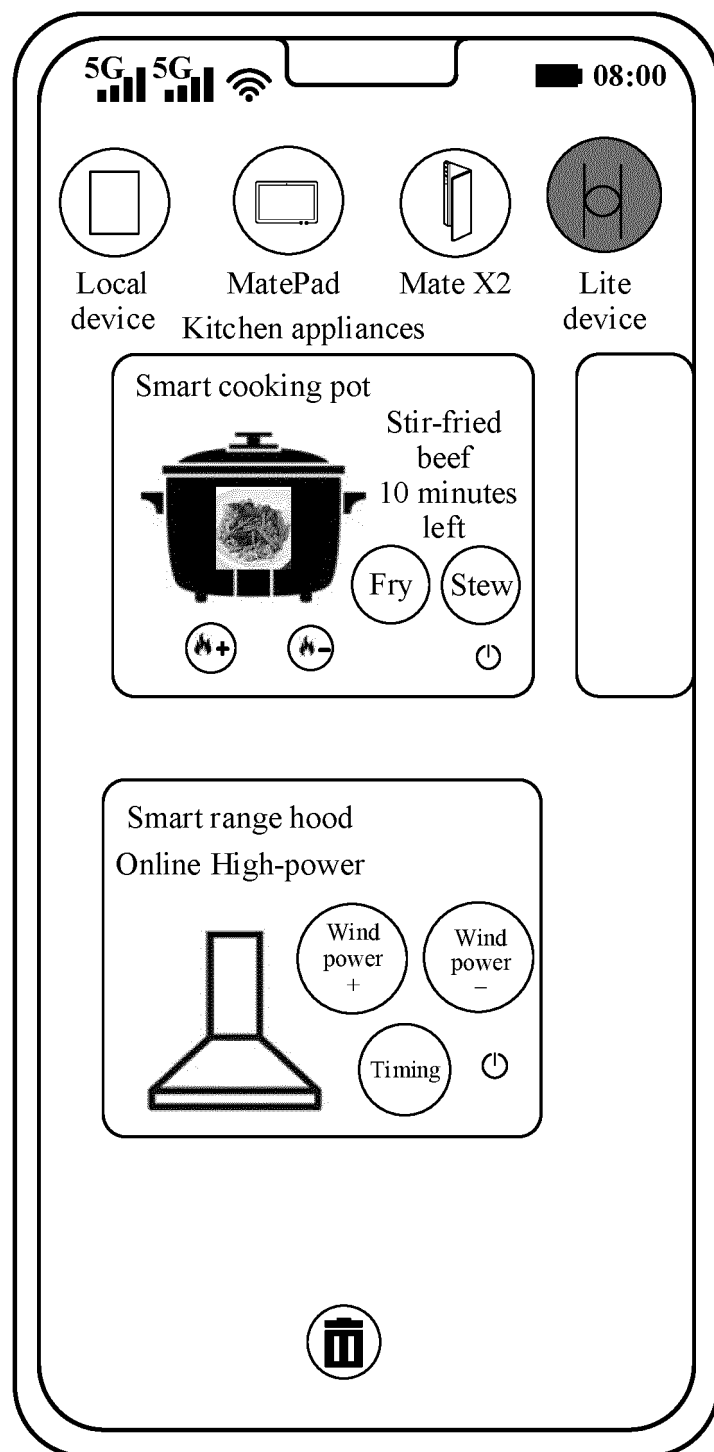 5G 5G 08:00
Local device
MatePad
Mate X2
Lite device
Kitchen appliances
Smart cooking pot
Stir-fried
beef
10 minutes
left
Fry
Stew
+
–
Smart range hood
Online High-power
Wind
power
+
Wind
power
–
Timing